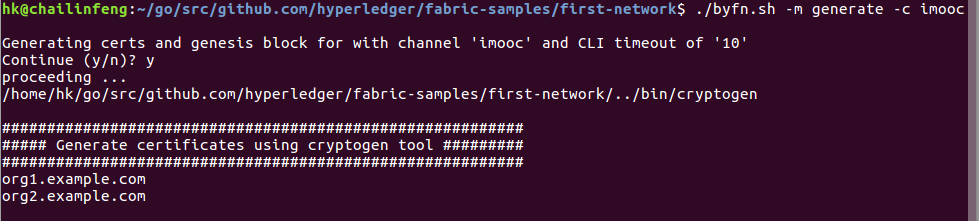 hk@chailinfeng:~/go/src/github.com/hyperledger/fabric-samples/first-network$ ./byfn.sh -m generate -c imooc
Generating certs and genesis block for with channel 'imooc' and CLI timeout of '10'
Continue (y/n)? y
proceeding ...
/home/hk/go/src/github.com/hyperledger/fabric-samples/first-network/../bin/cryptogen
##########################################################
##### Generate certificates using cryptogen tool #########
##########################################################
org1.example.com
org2.example.com